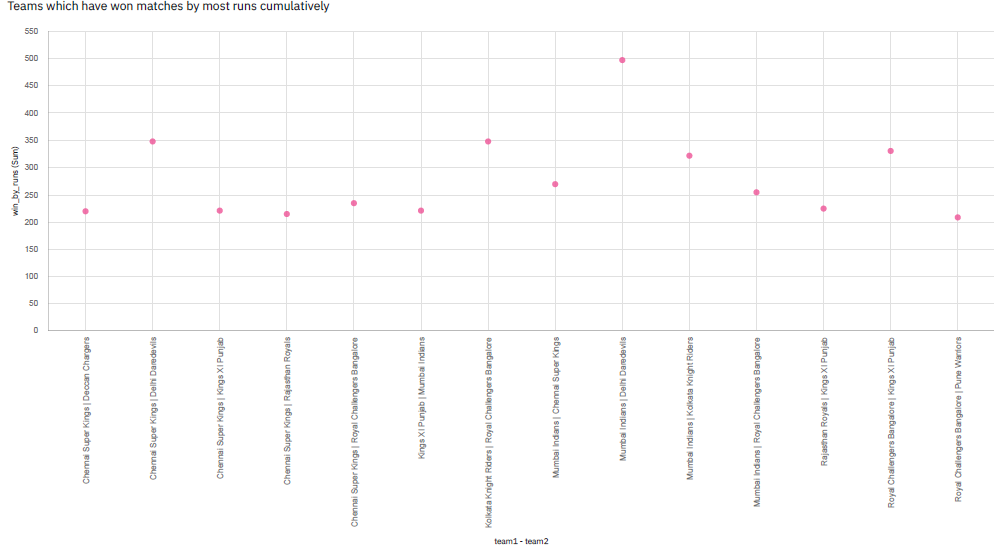 Teams which have won matches by most runs cumulatively
550
500
450
400
350
300
250
200
150
100
50
0
win_by_runs (Sum)
Chennai Super Kings | Deccan Chargers
Chennai Super Kings | Delhi Daredevils
Chennai Super Kings | Kings XI Punjab
Chennai Super Kings | Rajasthan Royals
Chennai Super Kings | Royal Challengers Bangalore
Kings XI Punjab | Mumbai Indians
Kolkata Knight Riders | Royal Challengers Bangalore
Mumbai Indians | Chennai Super Kings
Mumbai Indians | Delhi Daredevils
Mumbai Indians | Kolkata Knight Riders
Mumbai Indians | Royal Challengers Bangalore
Rajasthan Royals | Kings XI Punjab
Royal Challengers Bangalore | Kings XI Punjab
Royal Challengers Bangalore | Pune Warriors
team1 - team2